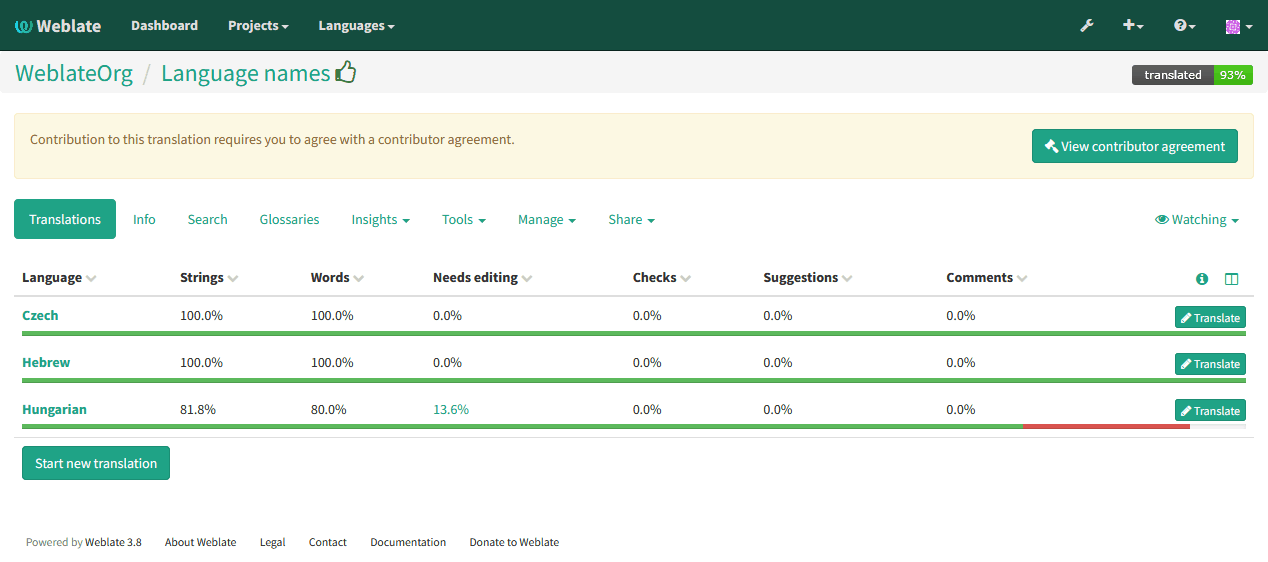 Weblate Dashboard Projects Languages
WeblateOrg / Language names translated 93%
Contribution to this translation requires you to agree with a contributor agreement. View contributor agreement
Translations Info Search Glossaries Insights Tools Manage Share Watching
Language Strings Words Needs editing Checks Suggestions Comments
Czech 100.0% 100.0% 0.0% 0.0% 0.0% 0.0% Translate
Hebrew 100.0% 100.0% 0.0% 0.0% 0.0% 0.0% Translate
Hungarian 81.8% 80.0% 13.6% 0.0% 0.0% 0.0% Translate
Start new translation
Powered by Weblate 3.8 About Weblate Legal Contact Documentation Donate to Weblate